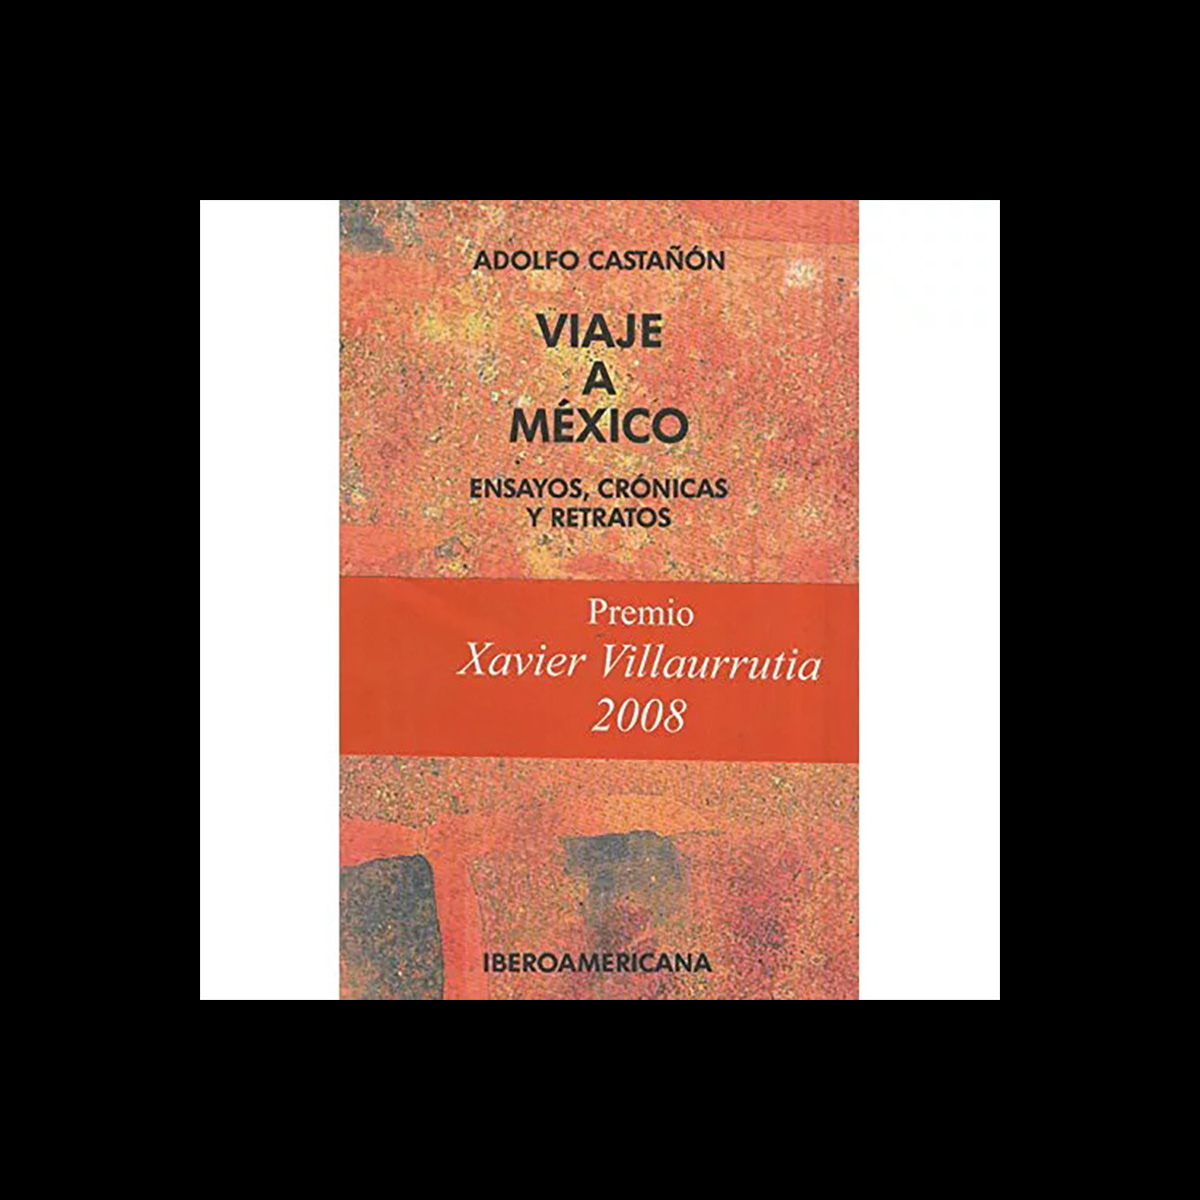 ADOLFO CASTAÑÓN
VIAJE
A
MÉXICO
ENSAYOS, CRÓNICAS
Y RETRATOS
Premio
Xavier Villaurrutia
2008
IBEROAMERICANA